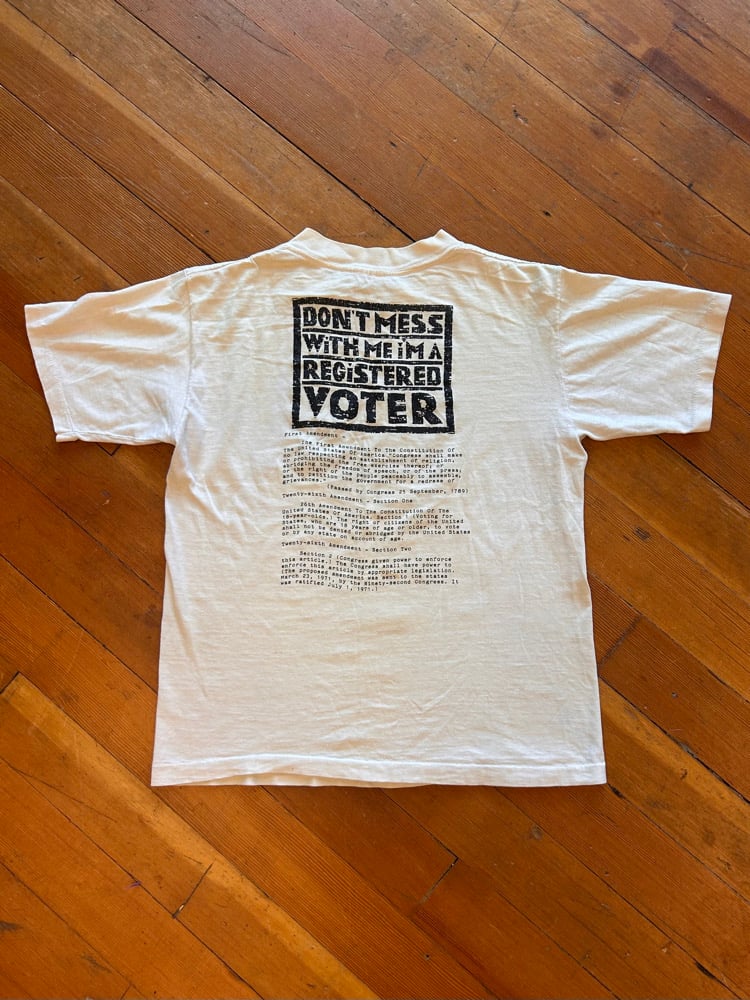 DON'T MESS
WiTH ME i'M A
REGiSTERED
VOTER
First Amendment -
The First Amendment To The Constitution Of
The United States Of America. Congress shall make
no law respecting an establishment of religion
or prohibiting the free exercise thereof; or
abridging the freedom of speech, or of the press;
or the right of the people peaceably to assemble,
and to petition the government for a redress of
grievances.
(Passed by Congress 25 September, 1789)
Twenty-sixth Amendment - Section One
26th Amendment To The Constitution Of The
United States of America. Section 1 (Voting for
18-year-olds.) The right of citizens of the United
States, who are 18 years of age or older, to vote
shall not be denied or abridged by the United States
or by any state on account of age.
Twenty-sixth Amendment - Section Two
Section 2 (Congress given power to enforce
this article.) The Congress shall have power to
enforce this article by appropriate legislation.
(The proposed amendment was sent to the states
March 23, 1971, by the Ninety-second Congress. It
was ratified July 1, 1971.)